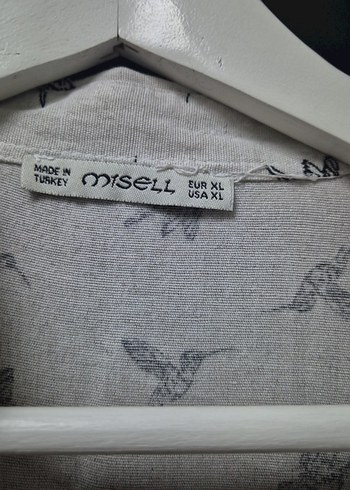 MADE IN
TURKEY
MISELL
EUR XL
USA XL